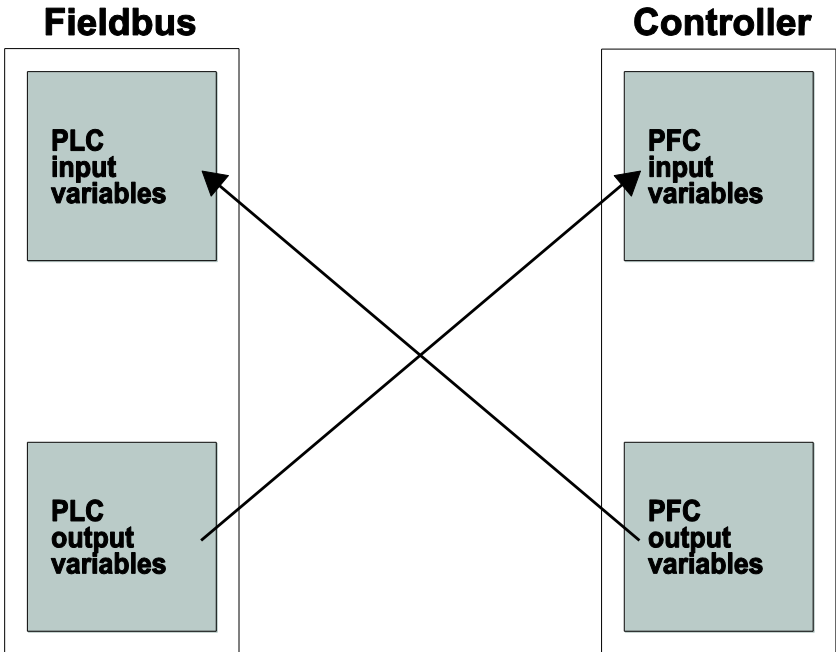 Fieldbus
Controller
PLC
input
variables
PFC
input
variables
PLC
output
variables
PFC
output
variables